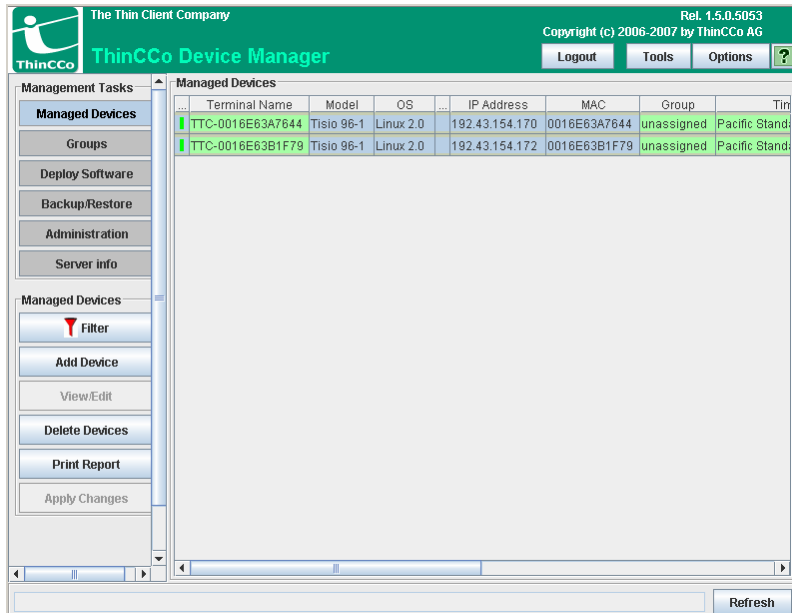 The Thin Client Company
Rel. 1.5.0.5053
Copyright (c) 2006-2007 by ThinCCo AG
ThinCCo
ThinCCo Device Manager
Logout
Tools
Options
?
Management Tasks
Managed Devices
Groups
Deploy Software
Backup/Restore
Administration
Server info
Managed Devices
Filter
Add Device
View/Edit
Delete Devices
Print Report
Apply Changes
Managed Devices
... Terminal Name Model OS ... IP Address MAC Group Tim
TTC-0016E63A7644 Tisio 96-1 Linux 2.0 192.43.154.170 0016E63A7644 unassigned Pacific Standa
TTC-0016E63B1F79 Tisio 96-1 Linux 2.0 192.43.154.172 0016E63B1F79 unassigned Pacific Standa
Refresh